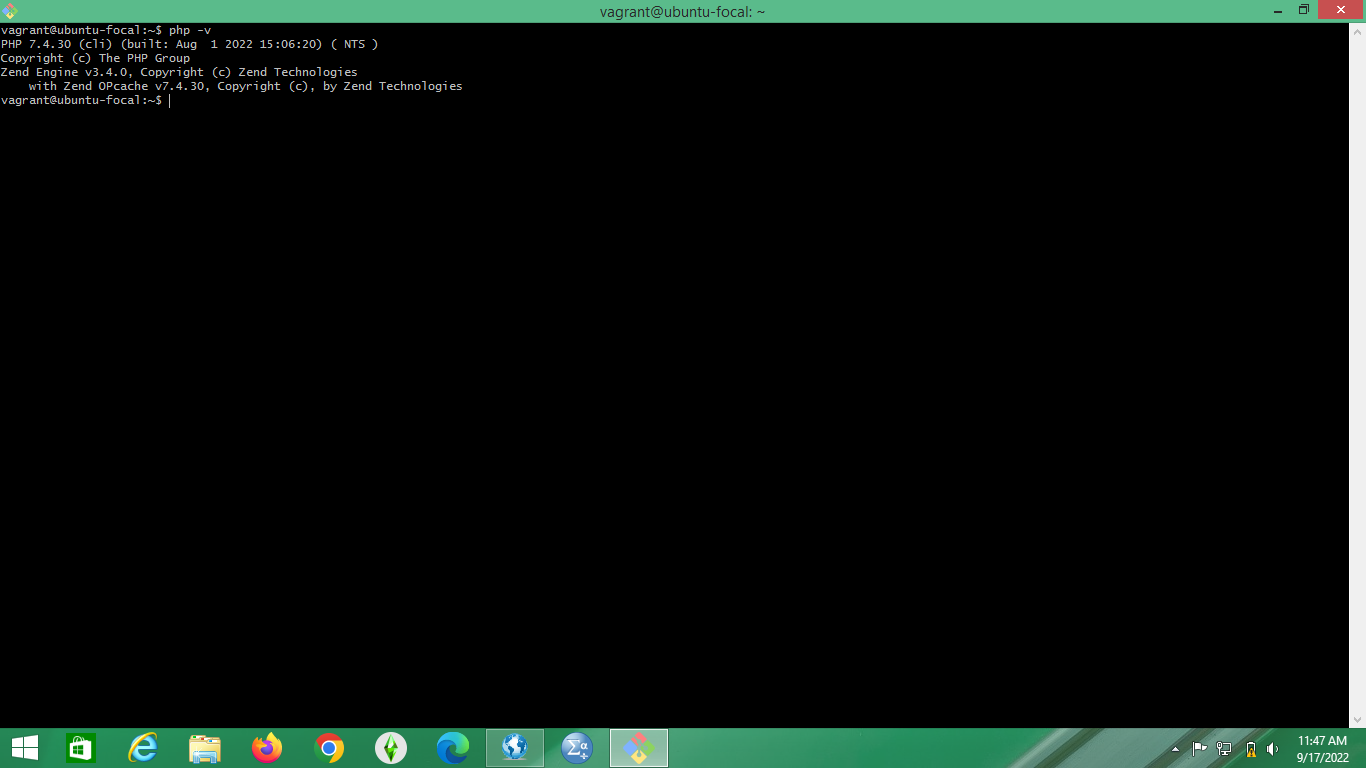 vagrant@ubuntu-focal: ~
vagrant@ubuntu-focal:~$ php -v
PHP 7.4.30 (cli) (built: Aug  1 2022 15:06:20) ( NTS )
Copyright (c) The PHP Group
Zend Engine v3.4.0, Copyright (c) Zend Technologies
    with Zend OPcache v7.4.30, Copyright (c), by Zend Technologies
vagrant@ubuntu-focal:~$
11:47 AM
9/17/2022